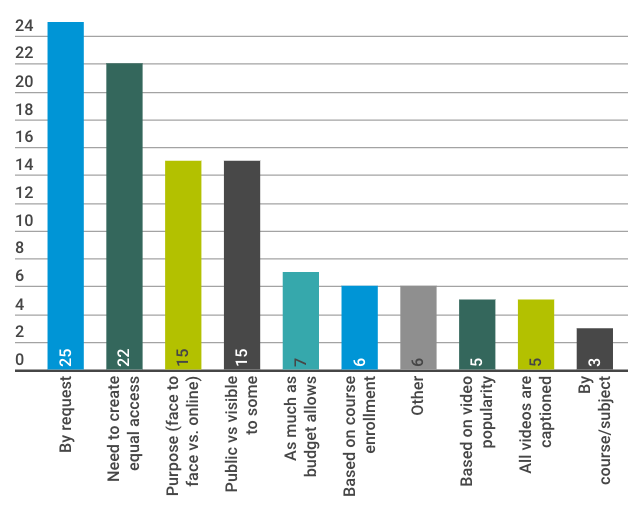 24
22
20
18
16
14
12
10
8
6
4
2
0
25
22
15
15
7
6
6
5
5
3
By request
Need to create
equal access
Purpose (face to
face vs. online)
Public vs visible
to some
As much as
budget allows
Based on course
enrollment
Other
Based on video
popularity
All videos are
captioned
By
course/subject